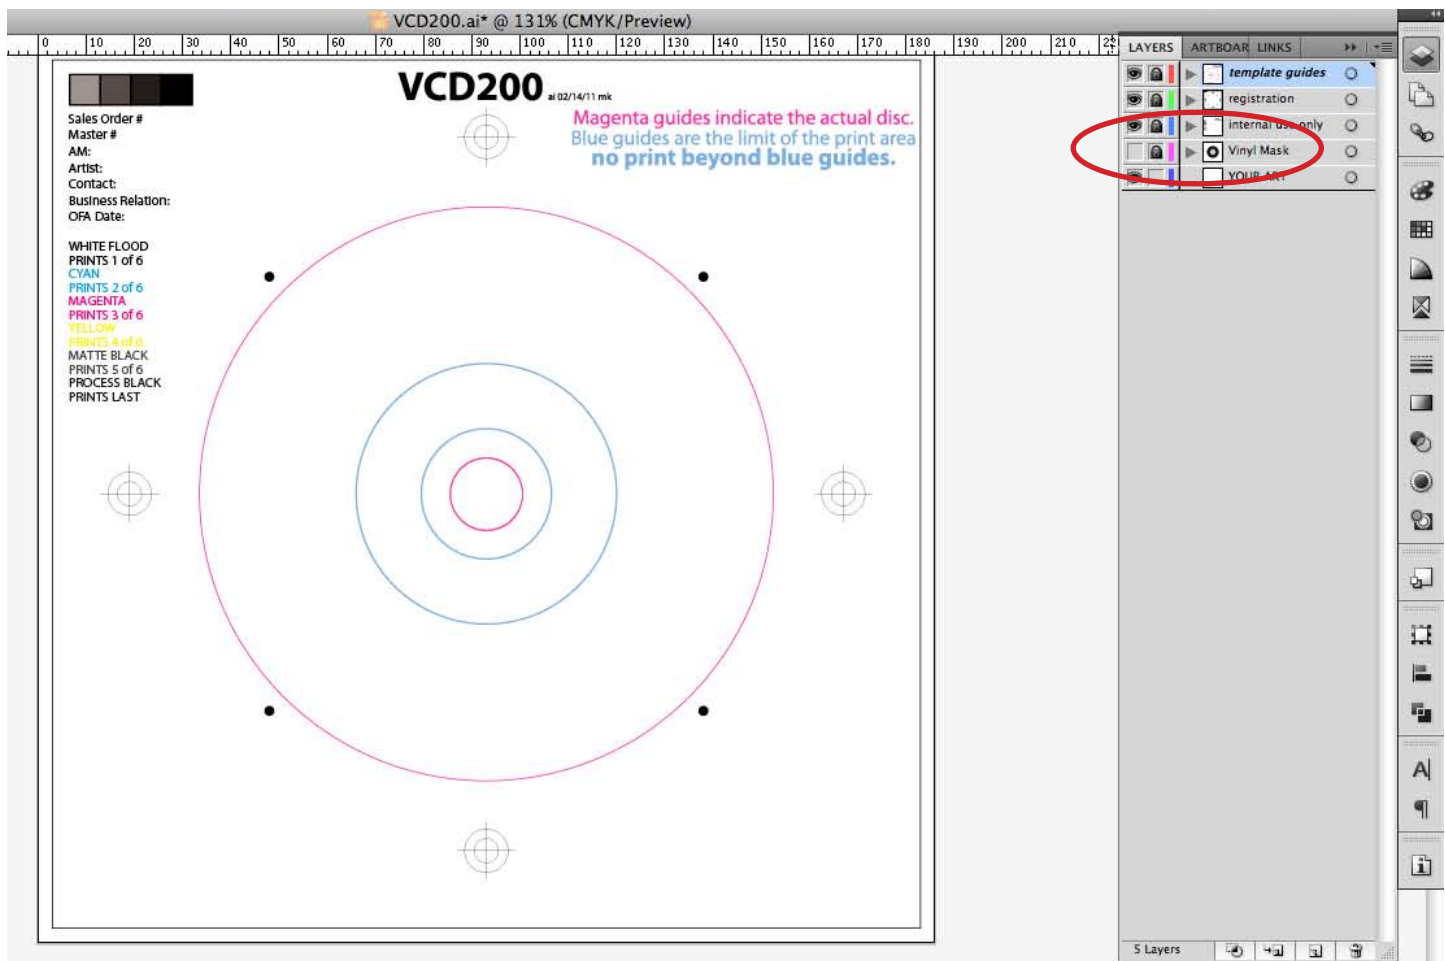 VCD200.ai* @ 131% (CMYK/Preview)
0 10 20 30 40 50 60 70 80 90 100 110 120 130 140 150 160 170 180 190 200 210
LAYERS ARTBOAR LINKS
template guides
registration
internal use only
Vinyl Mask
YOUR ART
5 Layers
VCD200 ai 02/14/11 mk
Magenta guides indicate the actual disc.
Blue guides are the limit of the print area
no print beyond blue guides.
Sales Order #
Master #
AM:
Artist:
Contact:
Business Relation:
OFA Date:
WHITE FLOOD
PRINTS 1 of 6
CYAN
PRINTS 2 of 6
MAGENTA
PRINTS 3 of 6
YELLOW
PRINTS 4 of 6
MATTE BLACK
PRINTS 5 of 6
PROCESS BLACK
PRINTS LAST